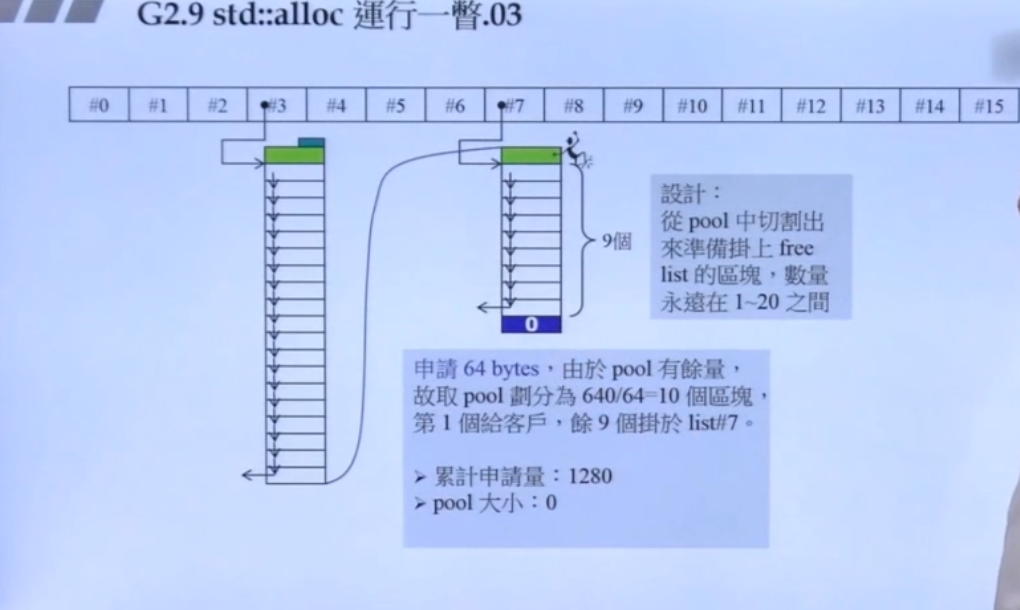 G2.9 std::alloc 運行一瞥.03
#0 #1 #2 #3 #4 #5 #6 #7 #8 #9 #10 #11 #12 #13 #14 #15
9個
0
設計：
從 pool 中切割出
來準備掛上 free
list 的區塊，數量
永遠在 1~20 之間
申請 64 bytes，由於 pool 有餘量，
故取 pool 劃分為 640/64=10 個區塊，
第 1 個給客戶，餘 9 個掛於 list#7。
➢ 累計申請量：1280
➢ pool 大小：0